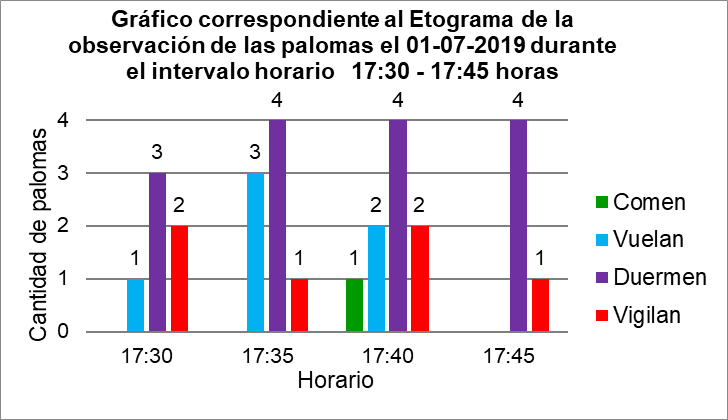 Gráfico correspondiente al Etograma de la
observación de las palomas el 01-07-2019 durante
el intervalo horario   17:30 - 17:45 horas
Cantidad de palomas
4
3
2
1
0
1
3
2
3
4
1
1
2
4
2
4
1
17:30
17:35
17:40
17:45
Horario
Comen
Vuelan
Duermen
Vigilan